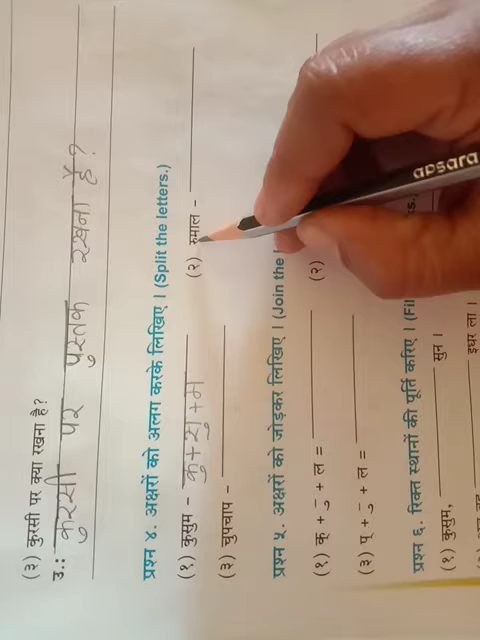 (३) कुरसी पर क्या रखना है?
उ.: कुरसी पर पुस्तक रखना हैं?
प्रश्न ४. अक्षरों को अलग करके लिखिए । (Split the letters.)
(१) कुसुम - कु+सु+म (२) रुमाल -
(३) चुपचाप -
प्रश्न ५. अक्षरों को जोड़कर लिखिए । (Join the
(१) क् + ु + ल = (२)
(३) प् + ु + ल =
प्रश्न ६. रिक्त स्थानों की पूर्ति करिए । (Fil s.)
(१) कुसुम, सुन ।
इधर ला ।
apsara